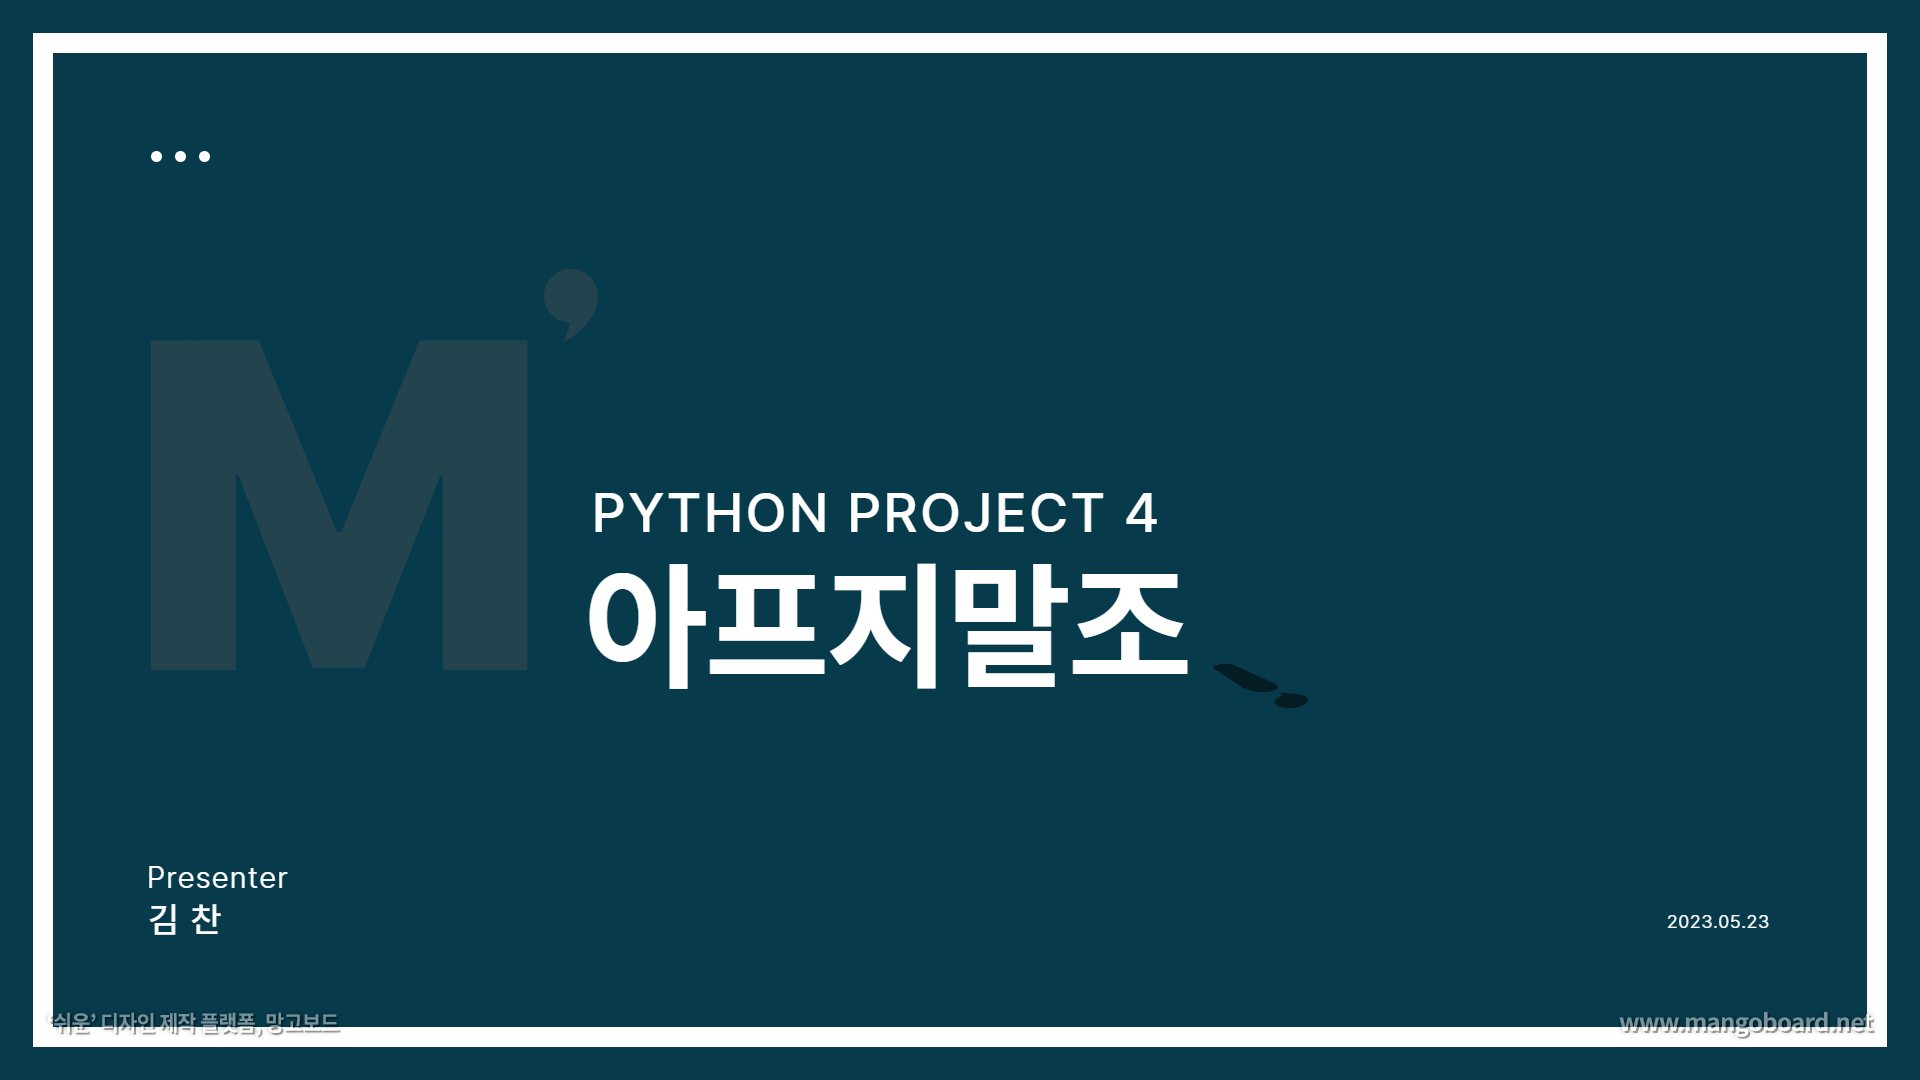 M’
PYTHON PROJECT 4
아프지말조
Presenter
김 찬
2023.05.23
‘쉬운’ 디자인 제작 플랫폼, 망고보드
www.mangoboard.net